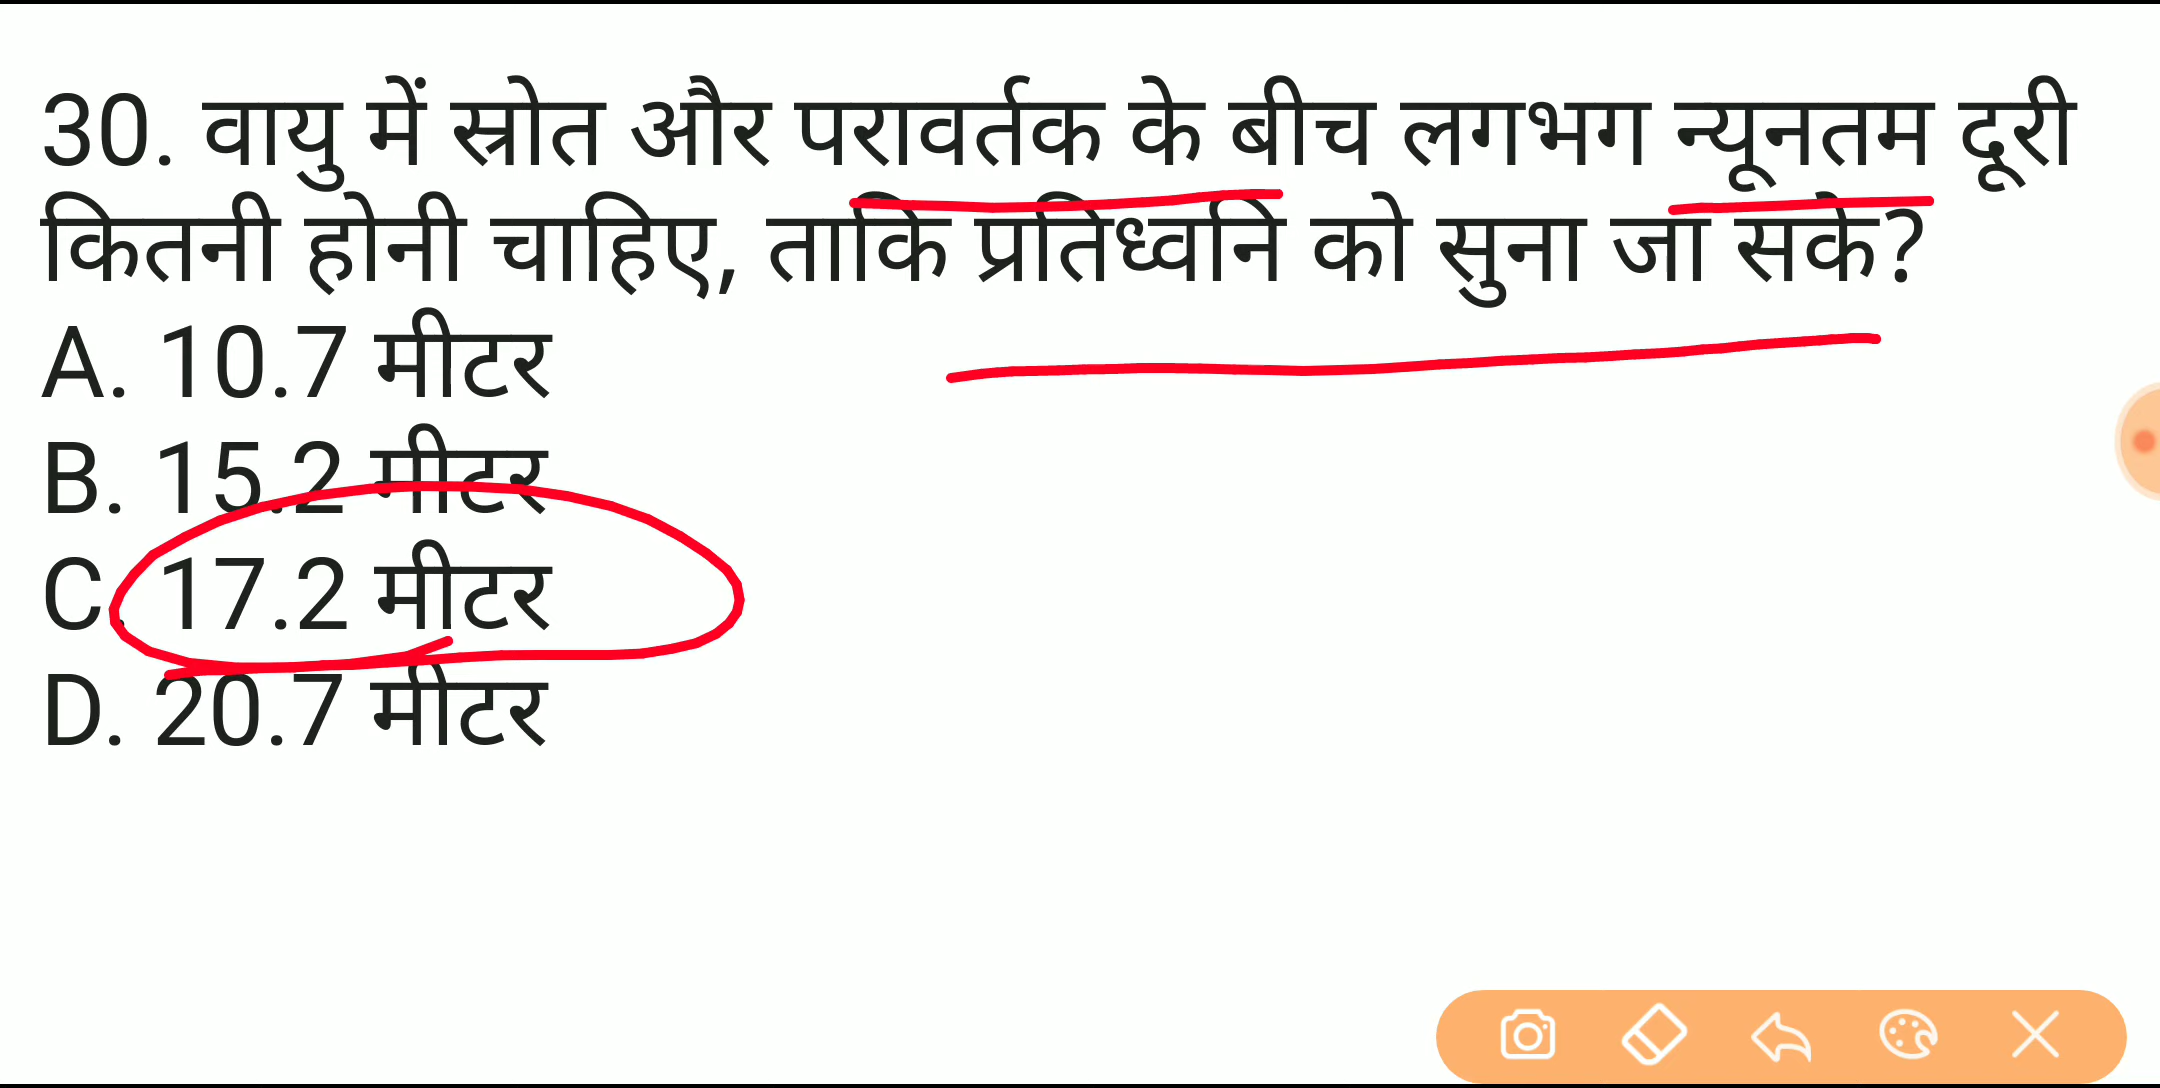 30. वायु में स्रोत और परावर्तक के बीच लगभग न्यूनतम दूरी
कितनी होनी चाहिए, ताकि प्रतिध्वनि को सुना जा सके?
A. 10.7 मीटर
B. 15.2 मीटर
C. 17.2 मीटर
D. 20.7 मीटर